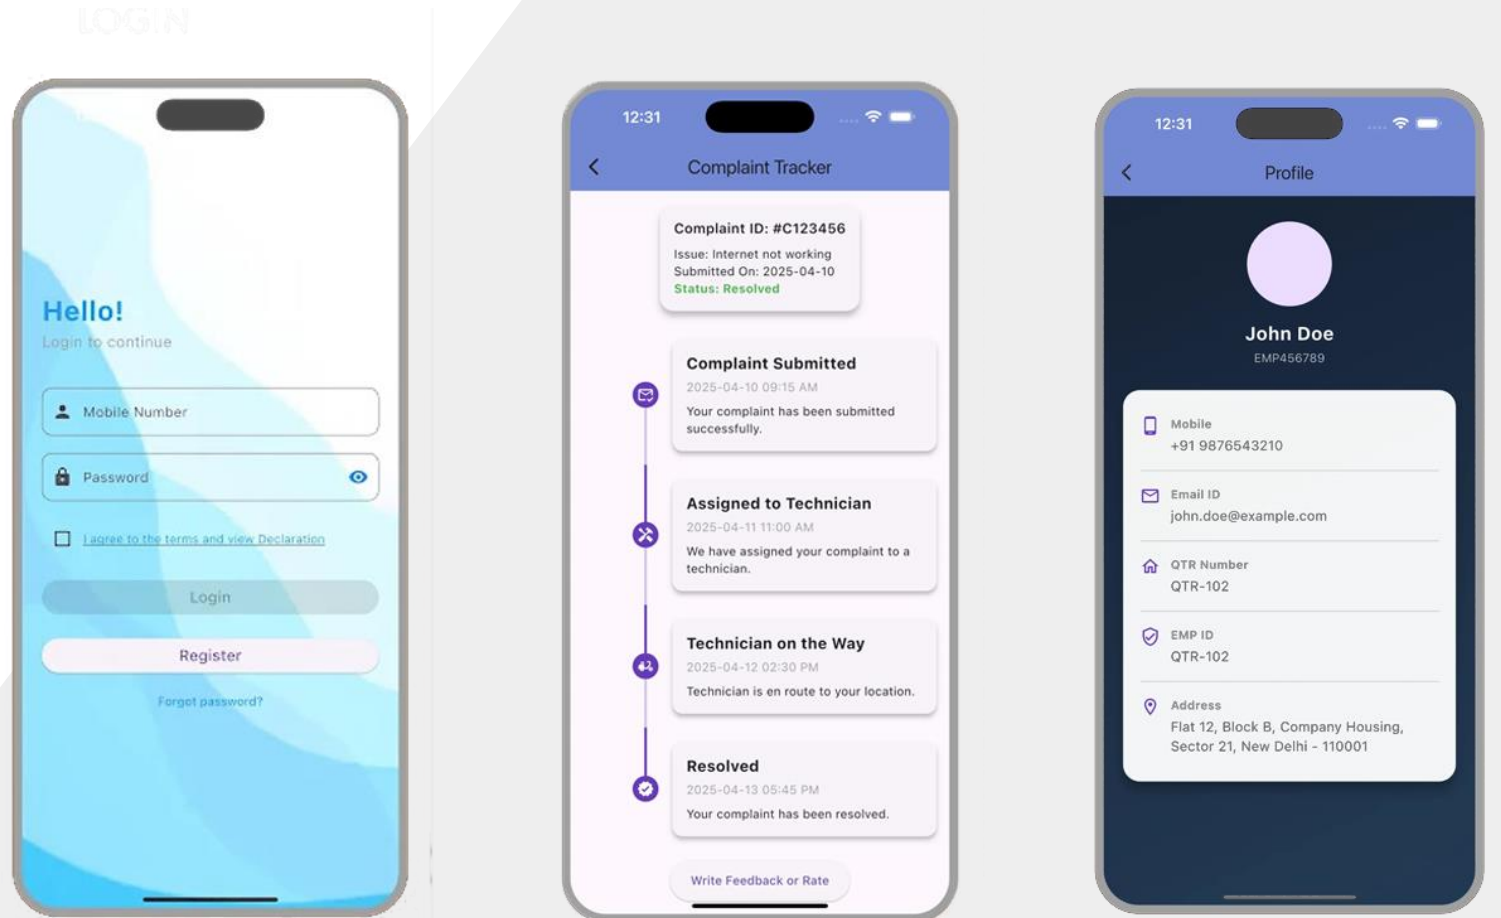 LOGIN
Hello!
Login to continue
Mobile Number
Password
I agree to the terms and view Declaration
Login
Register
Forgot password?
12:31
Complaint Tracker
Complaint ID: #C123456
Issue: Internet not working
Submitted On: 2025-04-10
Status: Resolved
Complaint Submitted
2025-04-10 09:15 AM
Your complaint has been submitted
successfully.
Assigned to Technician
2025-04-11 11:00 AM
We have assigned your complaint to a
technician.
Technician on the Way
2025-04-12 02:30 PM
Technician is en route to your location.
Resolved
2025-04-13 05:45 PM
Your complaint has been resolved.
Write Feedback or Rate
12:31
Profile
John Doe
EMP456789
Mobile
+91 9876543210
Email ID
john.doe@example.com
QTR Number
QTR-102
EMP ID
QTR-102
Address
Flat 12, Block B, Company Housing,
Sector 21, New Delhi - 110001